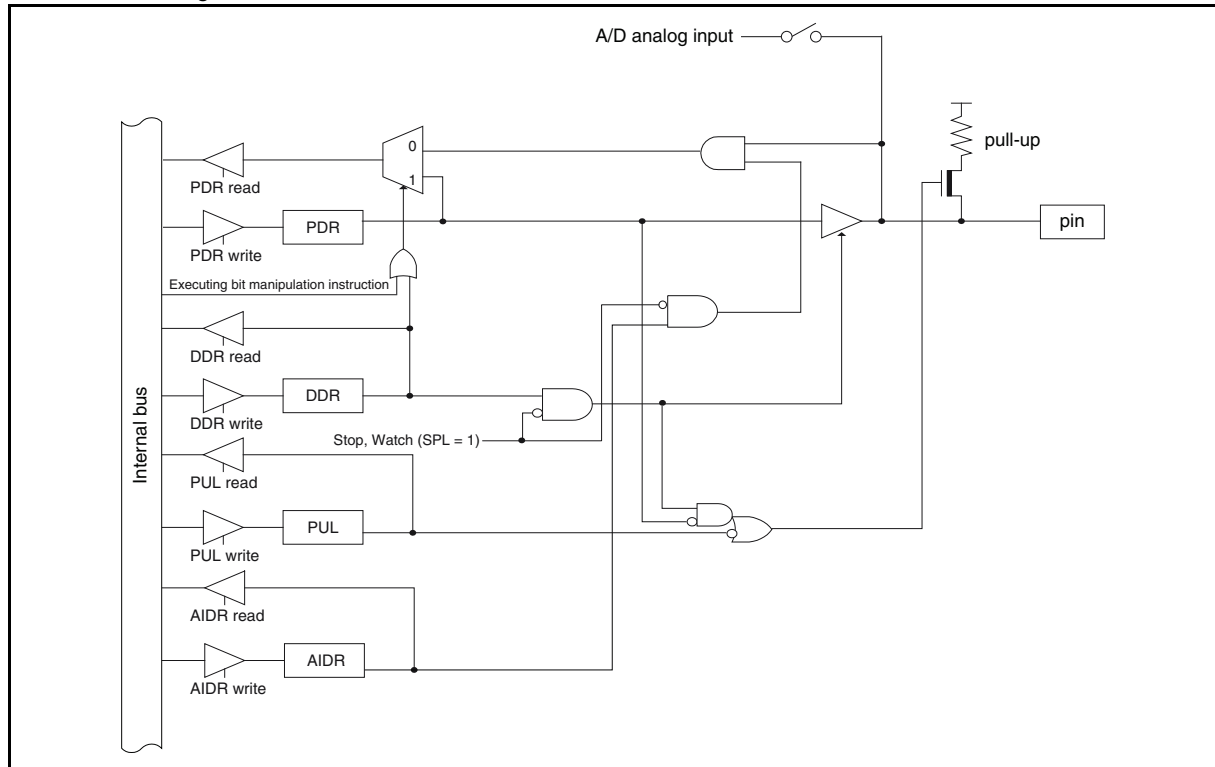 A/D analog input
pull-up
0
1
PDR read
PDR
pin
PDR write
Executing bit manipulation instruction
DDR read
DDR
DDR write
Stop, Watch (SPL = 1)
Internal bus
PUL read
PUL
PUL write
AIDR read
AIDR
AIDR write